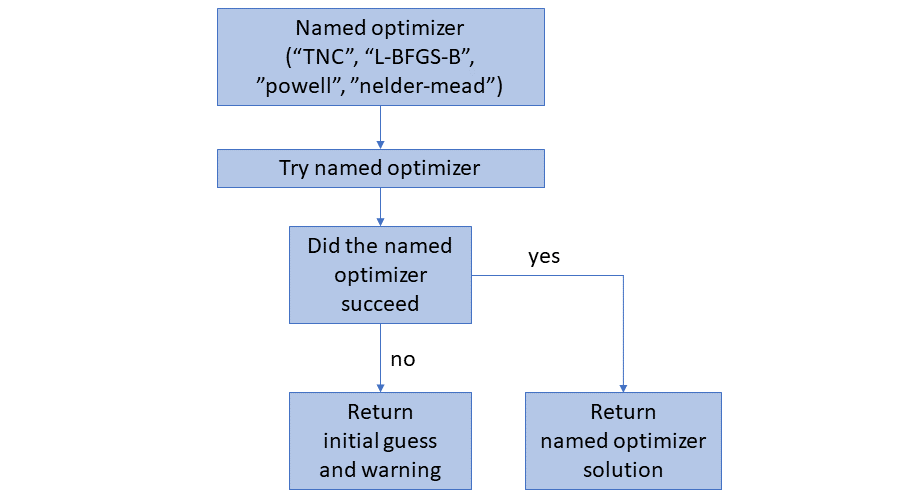 Named optimizer
(“TNC”, “L-BFGS-B”,
”powell”, ”nelder-mead”)
Try named optimizer
Did the named
optimizer
succeed
yes
no
Return
initial guess
and warning
Return
named optimizer
solution